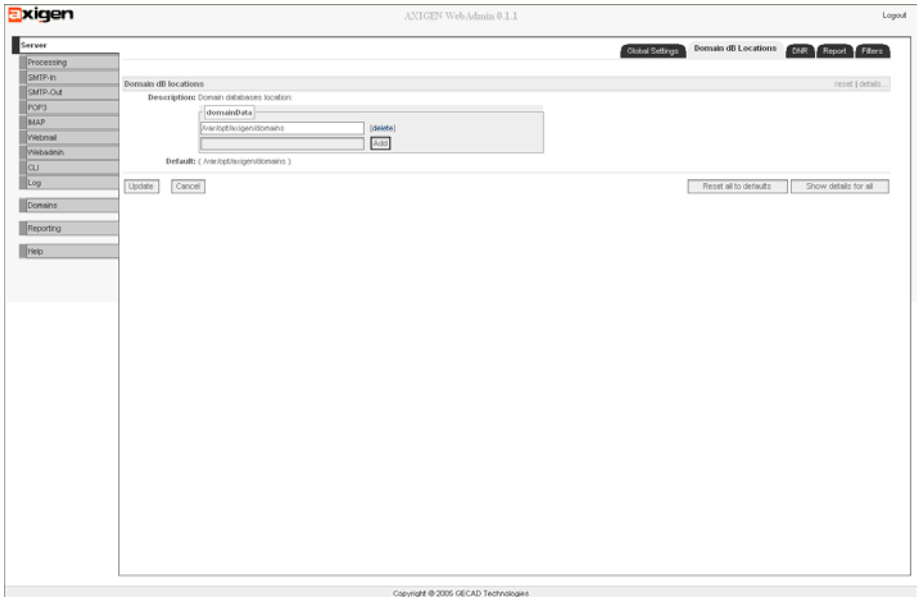 axigen
AXIGEN WebAdmin 0.1.1
Logout
Server
Processing
SMTP-In
SMTP-Out
POP3
IMAP
Webmail
Webadmin
CLI
Log
Domains
Reporting
Help
Global Settings
Domain dB Locations
DNR
Report
Filters
Domain dB locations
reset | details...
Description: Domain databases location:
domainData
/var/opt/axigen/domains
(delete)
Add
Default: ( /var/opt/axigen/domains )
Update
Cancel
Reset all to defaults
Show details for all
Copyright © 2005 GECAD Technologies